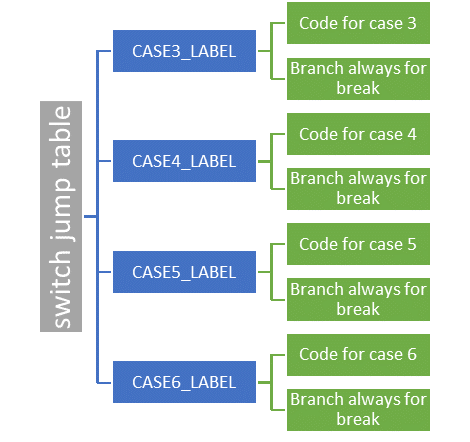 switch jump table
CASE3_LABEL
Code for case 3
Branch always for
break
CASE4_LABEL
Code for case 4
Branch always for
break
CASE5_LABEL
Code for case 5
Branch always for
break
CASE6_LABEL
Code for case 6
Branch always for
break